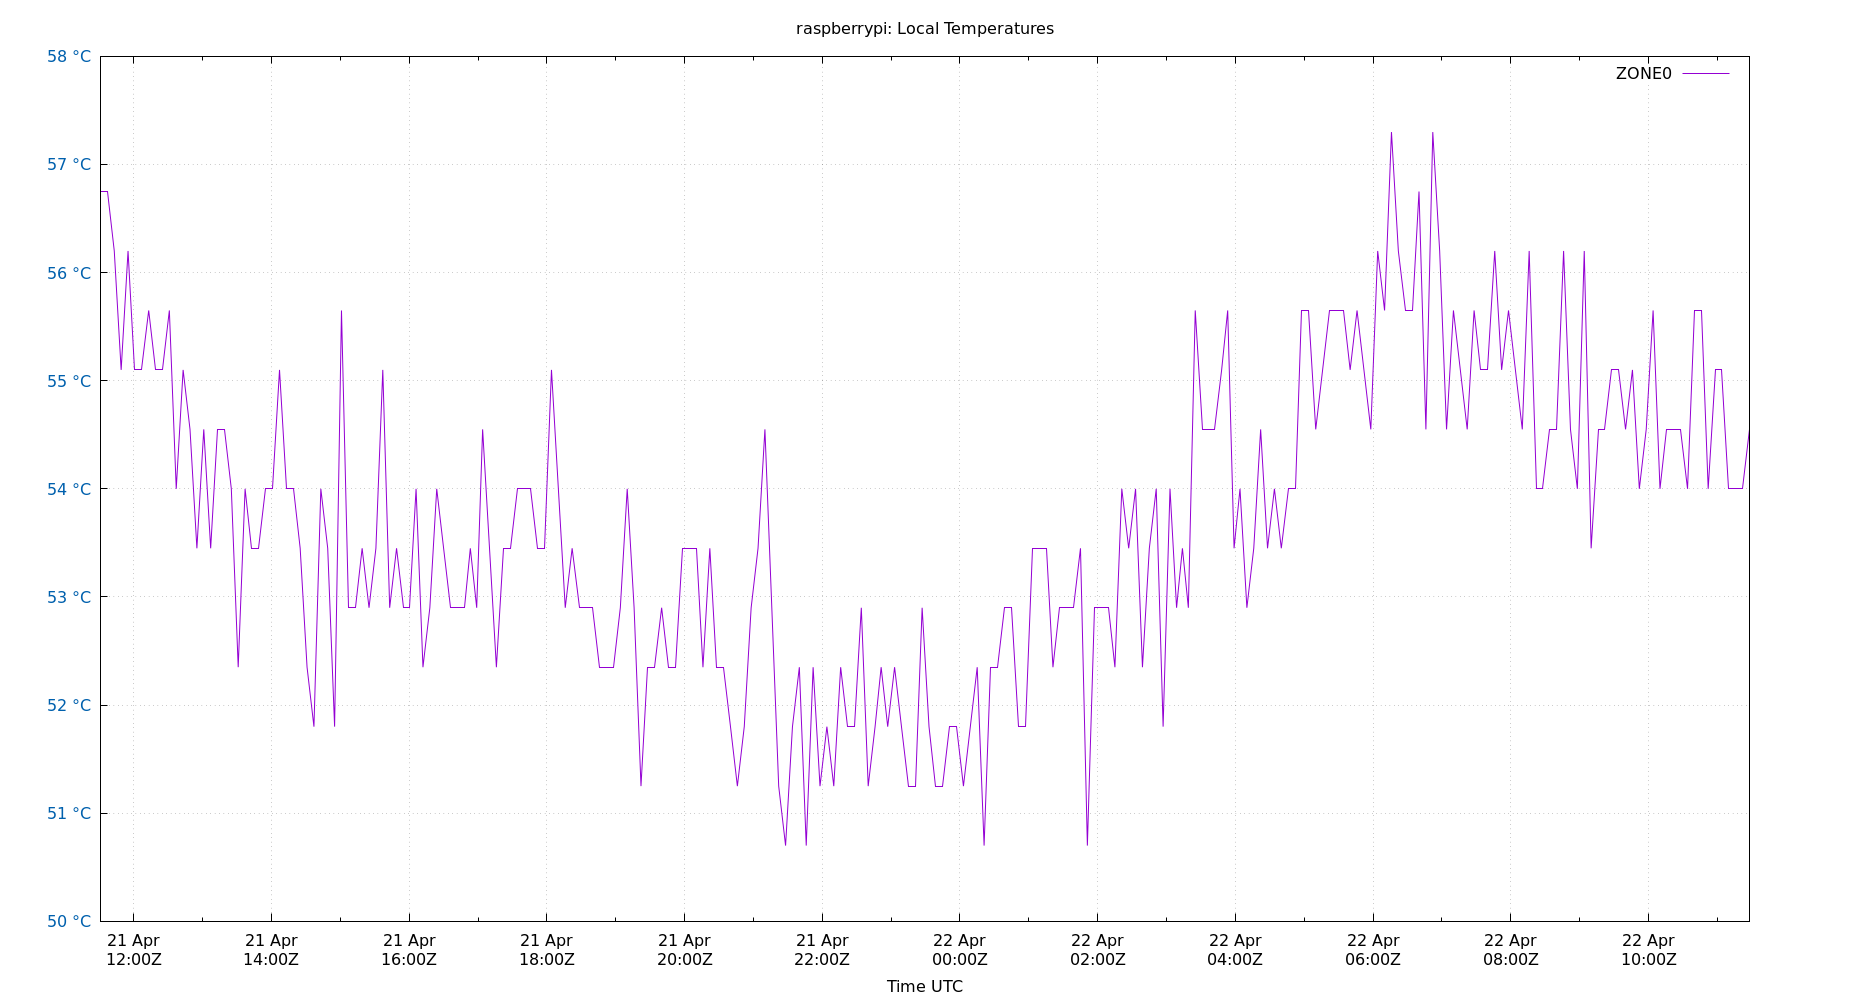 raspberrypi: Local Temperatures
58 °C
ZONE0
57 °C
56 °C
55 °C
54 °C
53 °C
52 °C
51 °C
50 °C
21 Apr 21 Apr 21 Apr 21 Apr 21 Apr 21 Apr 22 Apr 22 Apr 22 Apr 22 Apr 22 Apr 22 Apr
12:00Z 14:00Z 16:00Z 18:00Z 20:00Z 22:00Z 00:00Z 02:00Z 04:00Z 06:00Z 08:00Z 10:00Z
Time UTC